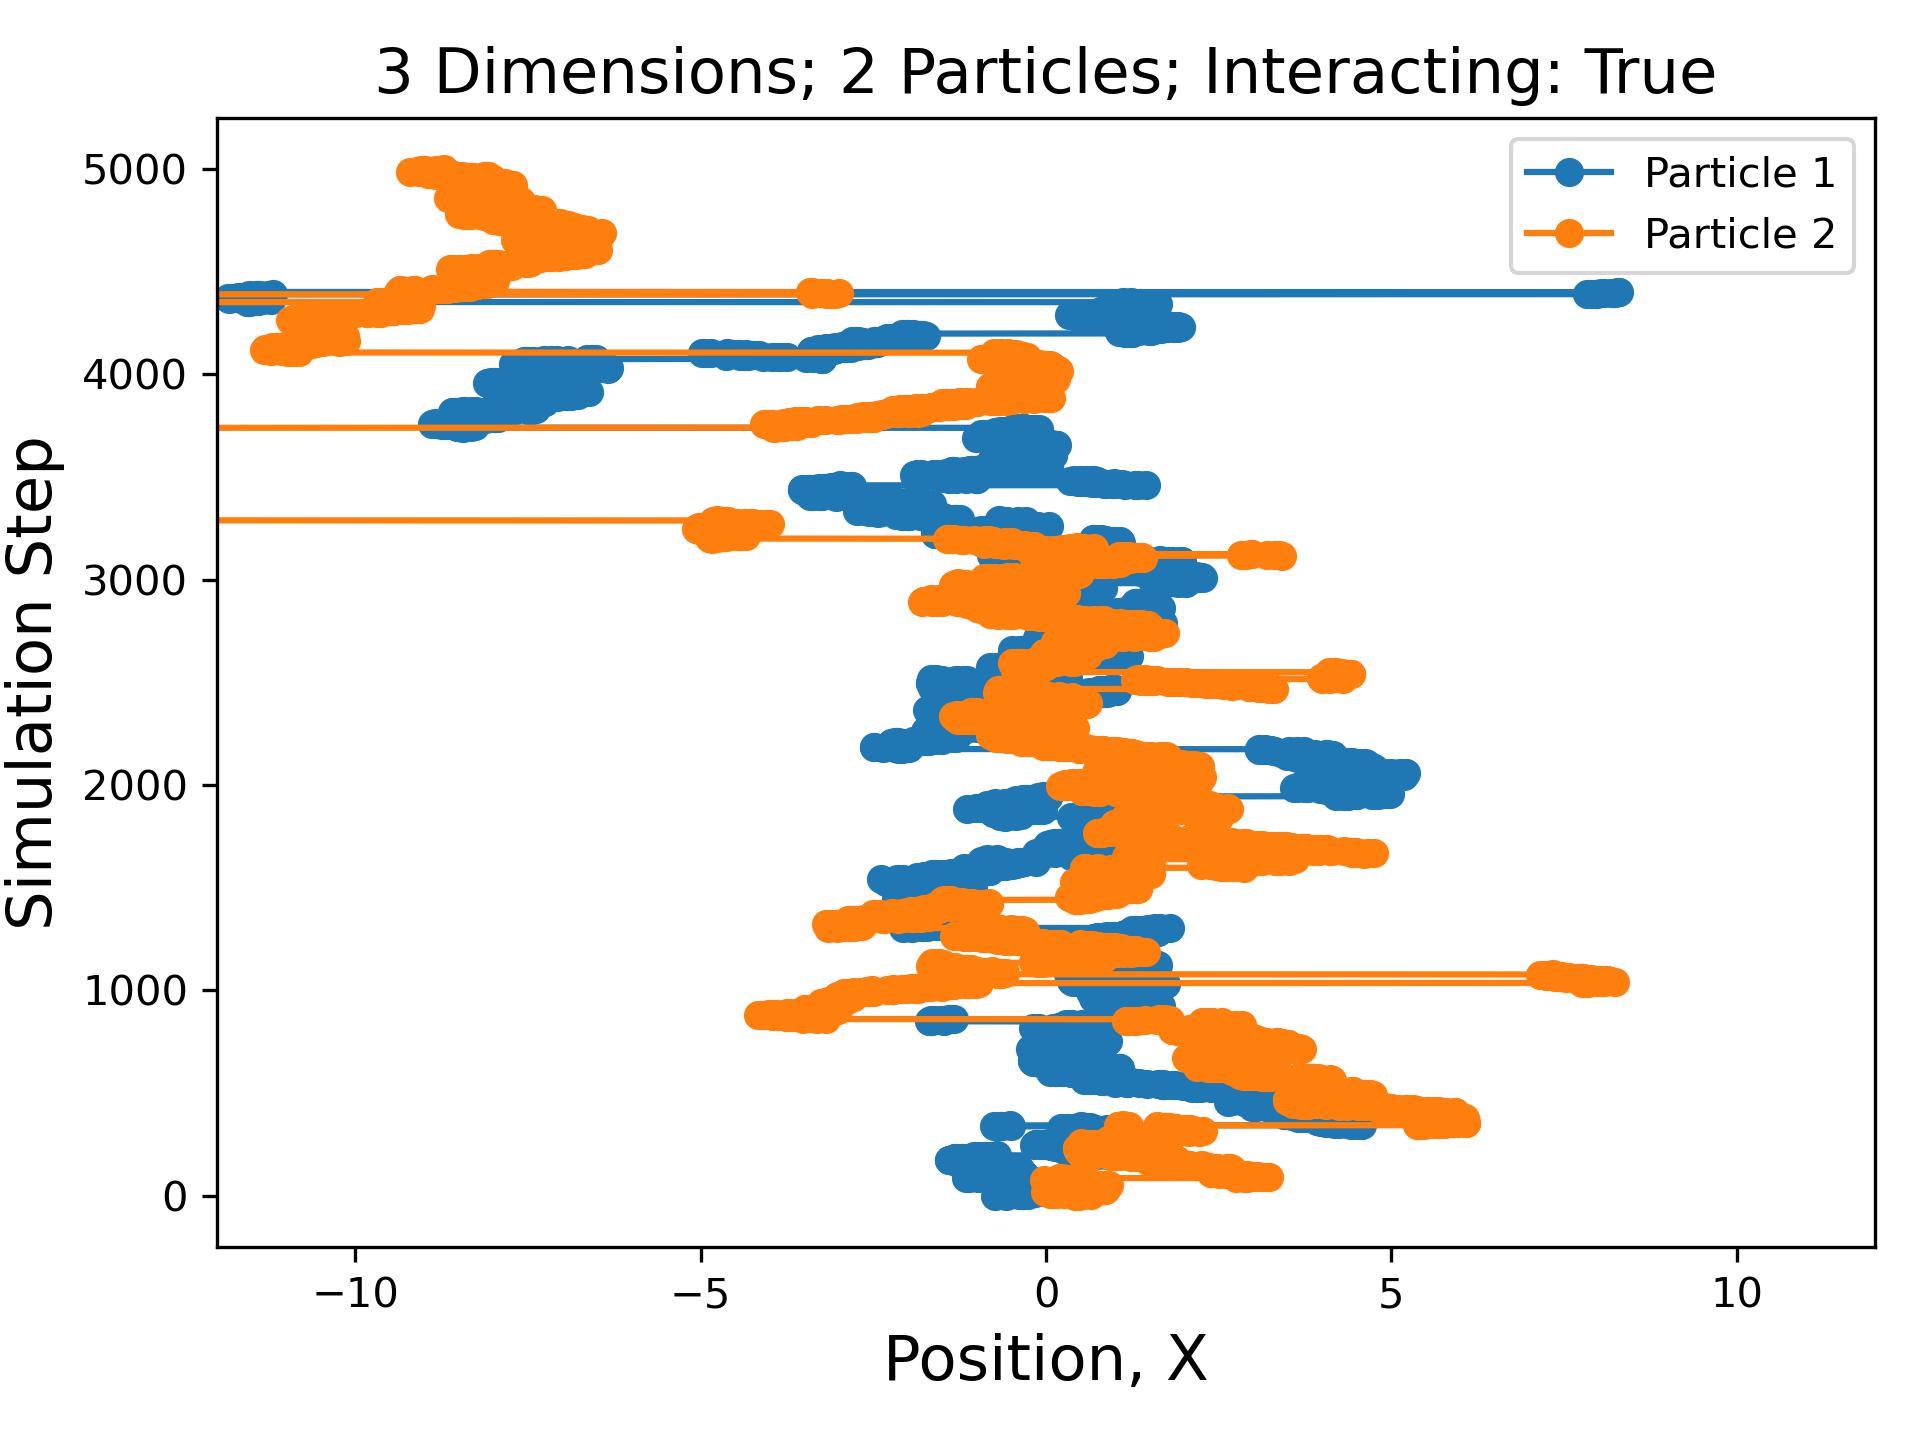 3 Dimensions; 2 Particles; Interacting: True
Particle 1
Particle 2
Simulation Step
5000
4000
3000
2000
1000
0
−10
−5
0
5
10
Position, X